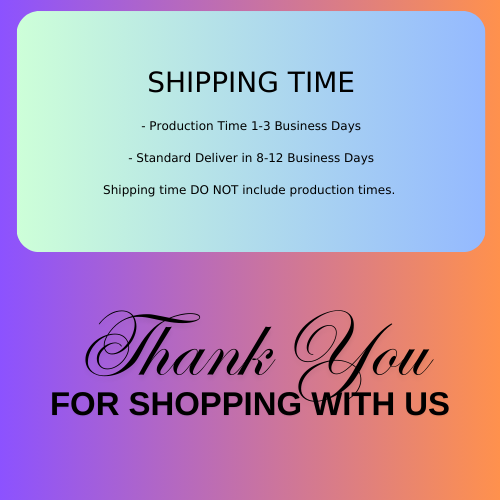 SHIPPING TIME
- Production Time 1-3 Business Days
- Standard Deliver in 8-12 Business Days
Shipping time DO NOT include production times.
Thank You
FOR SHOPPING WITH US